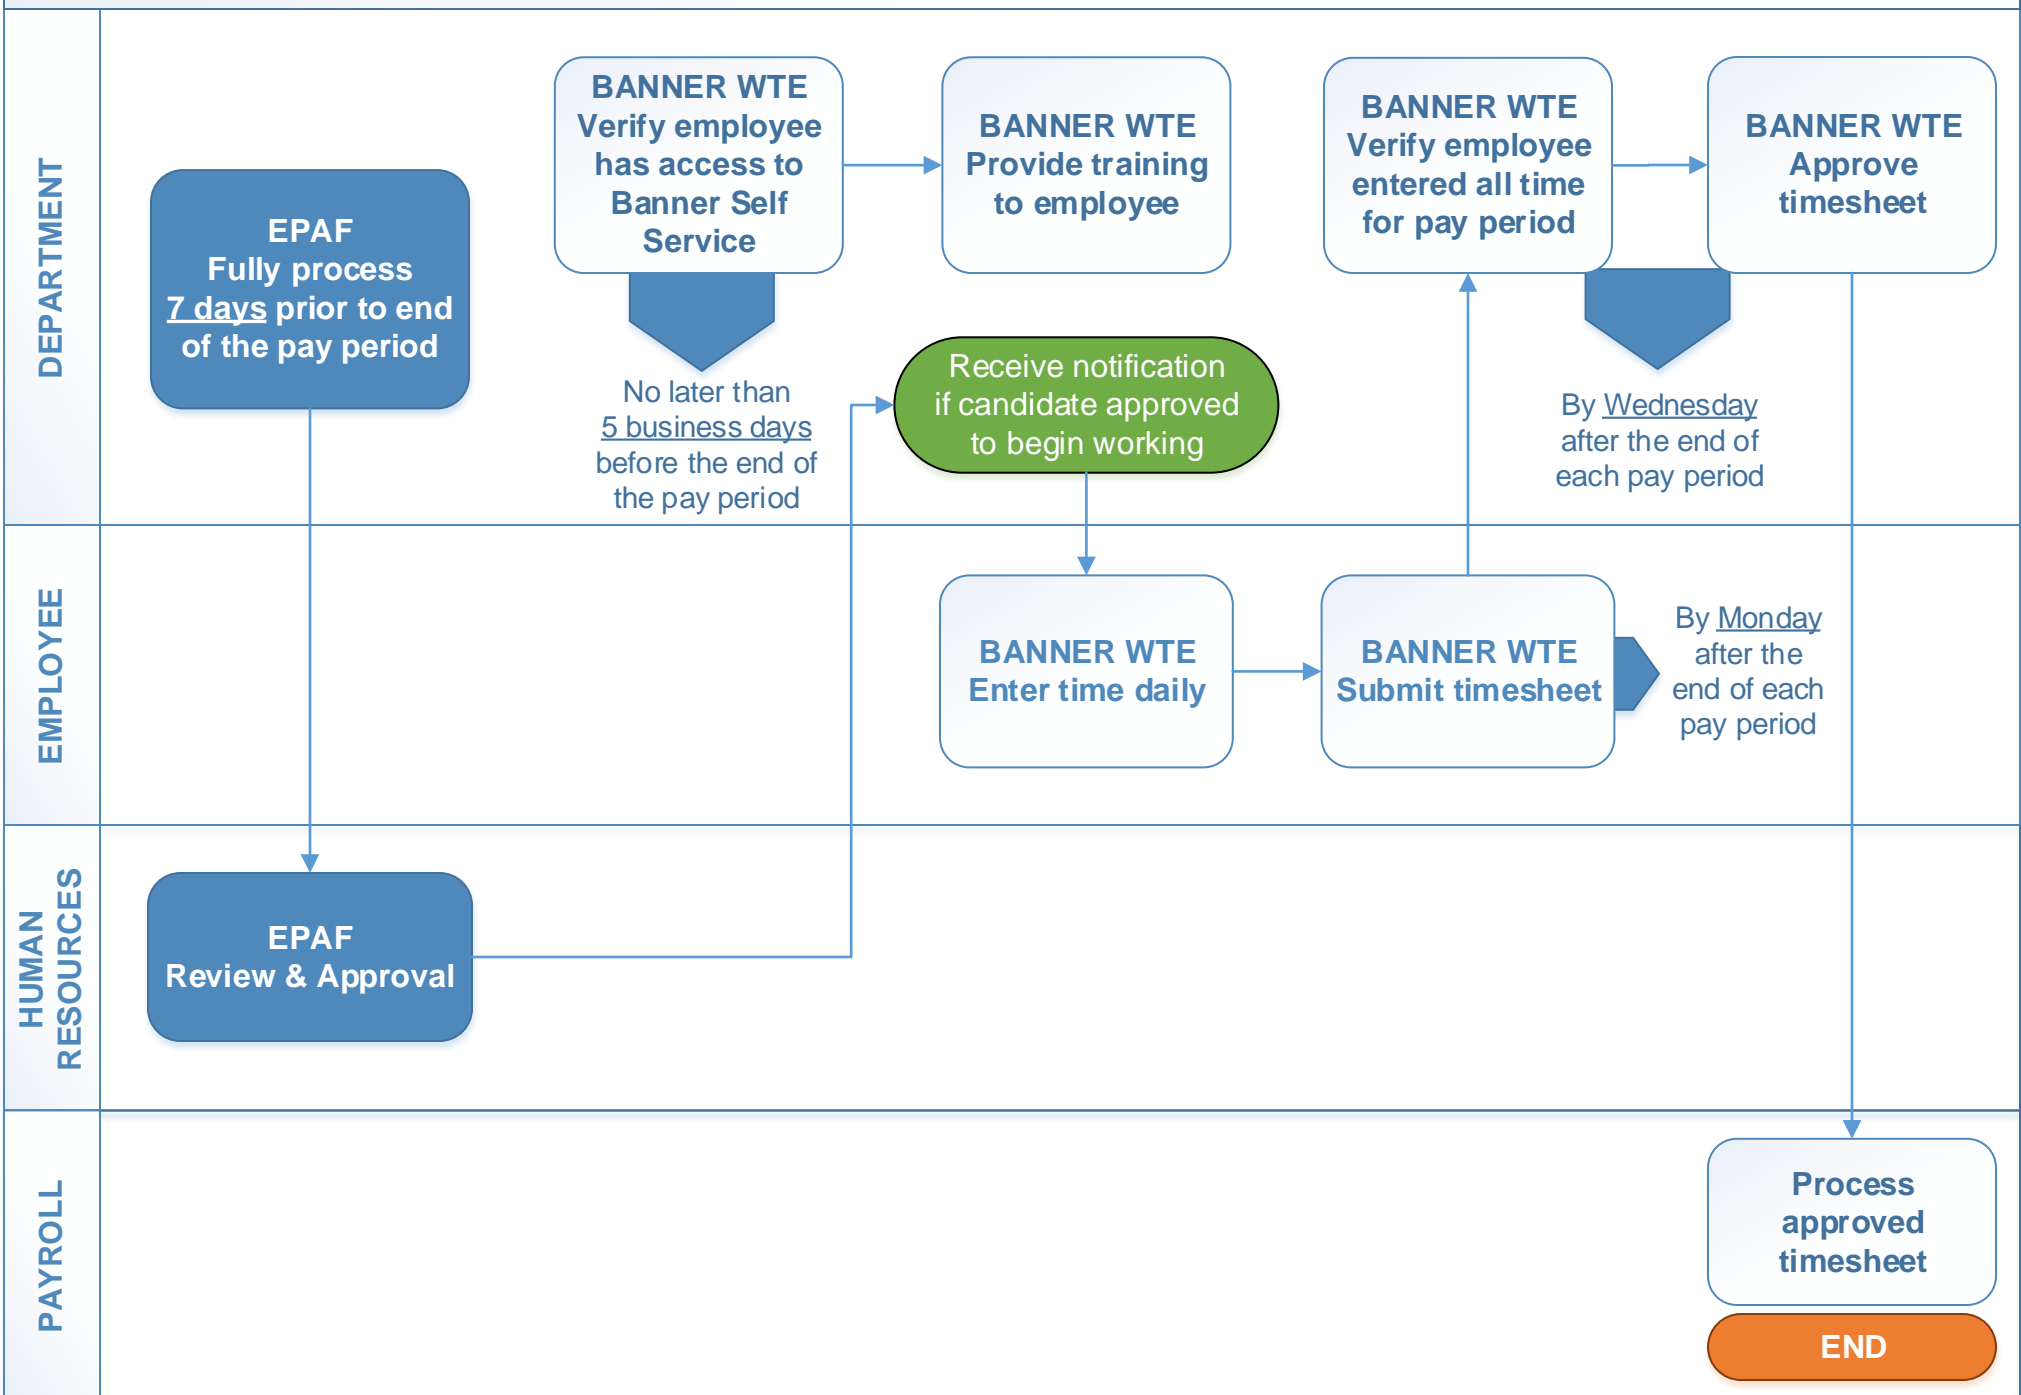 DEPARTMENT
EPAF
Fully process
7 days prior to end
of the pay period
BANNER WTE
Verify employee
has access to
Banner Self
Service
No later than
5 business days
before the end of
the pay period
BANNER WTE
Provide training
to employee
Receive notification
if candidate approved
to begin working
BANNER WTE
Verify employee
entered all time
for pay period
By Wednesday
after the end of
each pay period
BANNER WTE
Approve
timesheet
EMPLOYEE
BANNER WTE
Enter time daily
BANNER WTE
Submit timesheet
By Monday
after the
end of each
pay period
HUMAN
RESOURCES
EPAF
Review & Approval
PAYROLL
Process
approved
timesheet
END